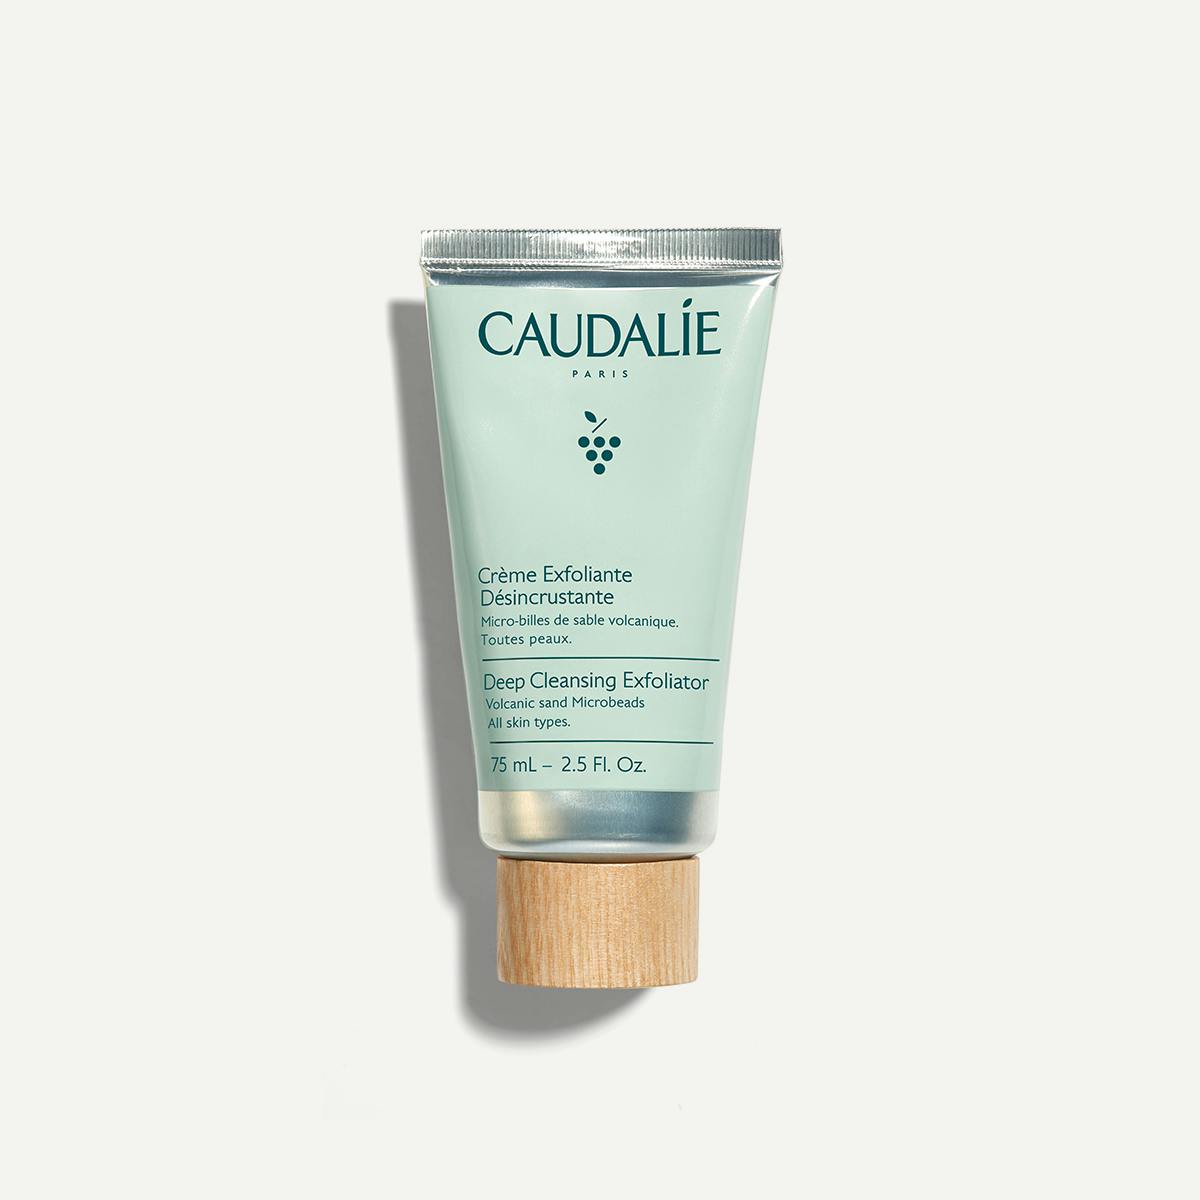 CAUDALÍE
PARIS
Crème Exfoliante
Désincrustante
Micro-billes de sable volcanique.
Toutes peaux.
Deep Cleansing Exfoliator
Volcanic sand Microbeads
All skin types.
75 mL – 2.5 Fl. Oz.